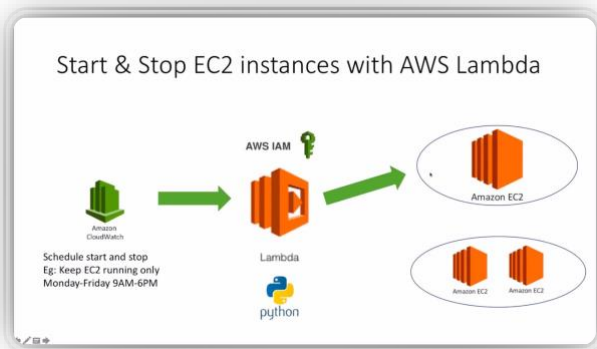 Start & Stop EC2 instances with AWS Lambda
AWS IAM
Amazon EC2
Amazon
CloudWatch
Schedule start and stop
Eg: Keep EC2 running only
Monday-Friday 9AM-6PM
Lambda
python
Amazon EC2
Amazon EC2